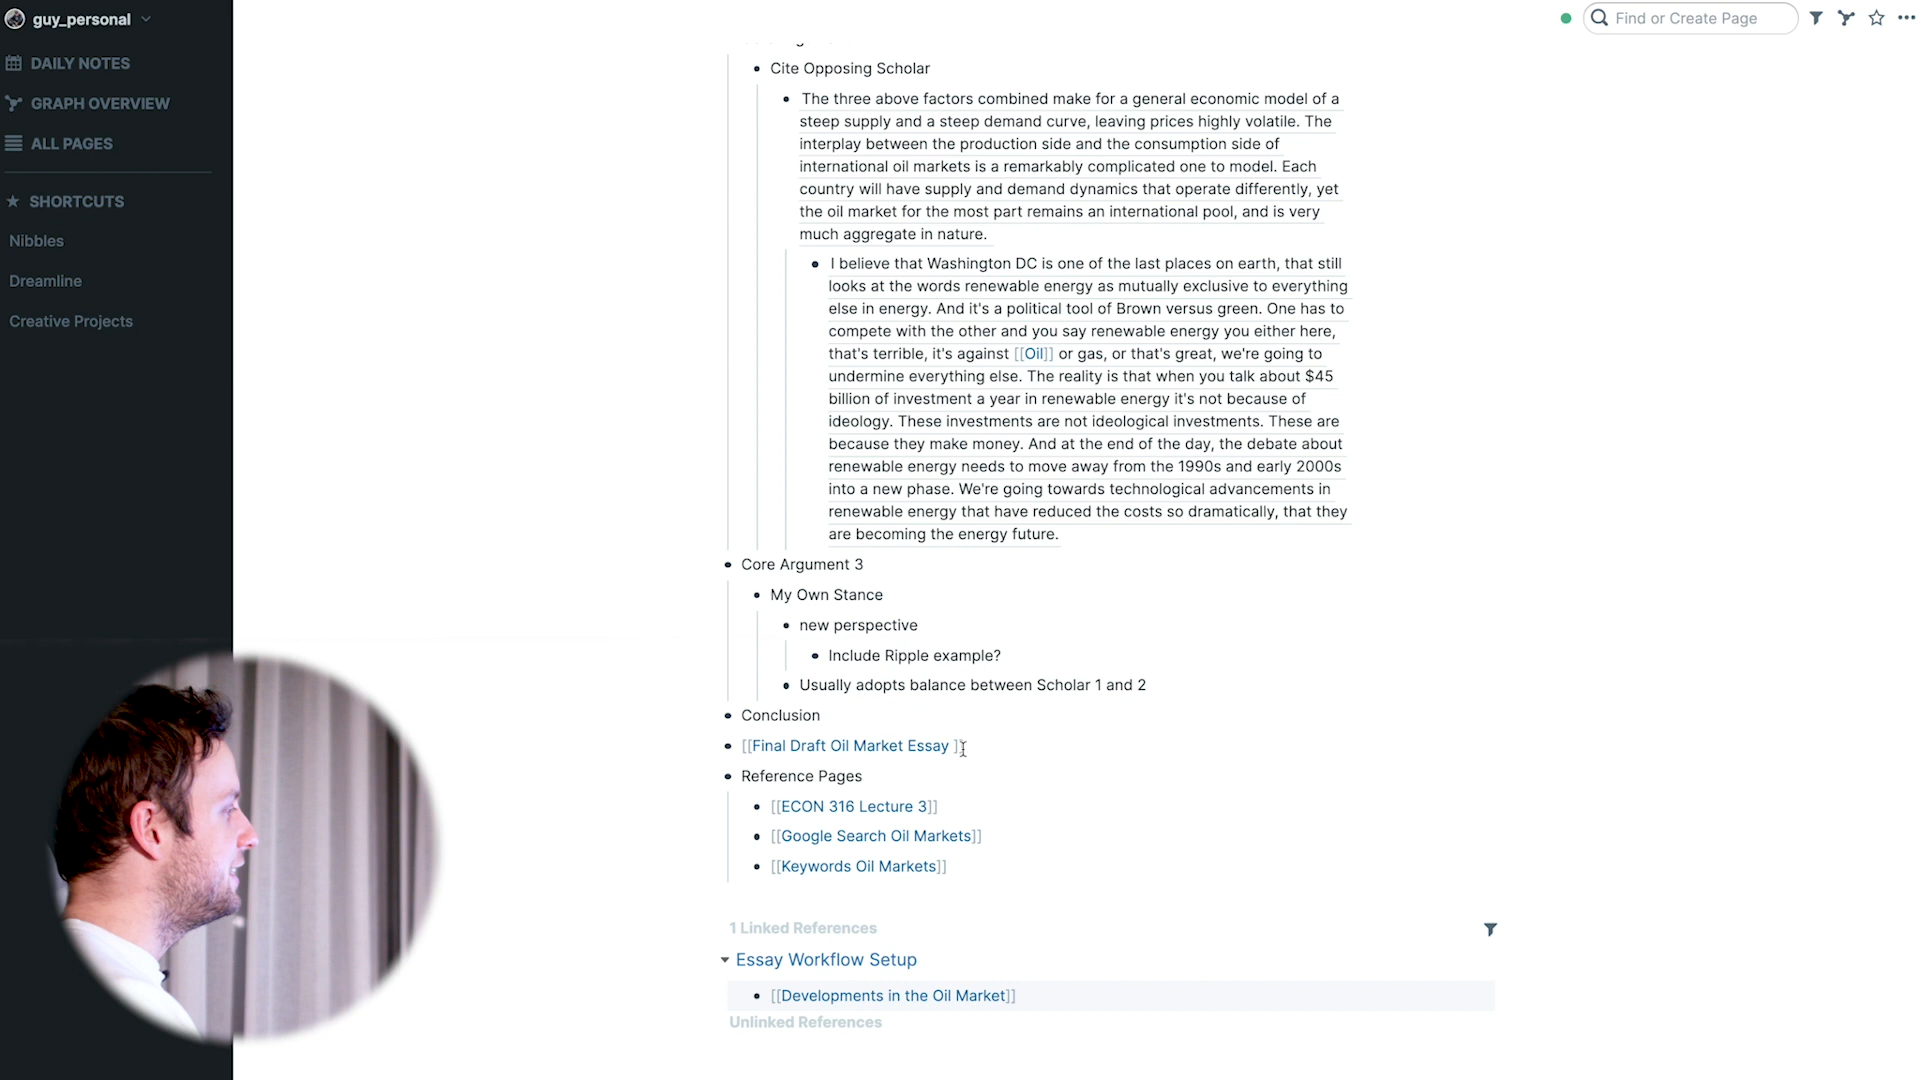 guy_personal
Find or Create Page
DAILY NOTES
GRAPH OVERVIEW
ALL PAGES
SHORTCUTS
Nibbles
Dreamline
Creative Projects
Cite Opposing Scholar
The three above factors combined make for a general economic model of a
steep supply and a steep demand curve, leaving prices highly volatile. The
interplay between the production side and the consumption side of
international oil markets is a remarkably complicated one to model. Each
country will have supply and demand dynamics that operate differently, yet
the oil market for the most part remains an international pool, and is very
much aggregate in nature.
I believe that Washington DC is one of the last places on earth, that still
looks at the words renewable energy as mutually exclusive to everything
else in energy. And it's a political tool of Brown versus green. One has to
compete with the other and you say renewable energy you either here,
that's terrible, it's against [[Oil]] or gas, or that's great, we're going to
undermine everything else. The reality is that when you talk about $45
billion of investment a year in renewable energy it's not because of
ideology. These investments are not ideological investments. These are
because they make money. And at the end of the day, the debate about
renewable energy needs to move away from the 1990s and early 2000s
into a new phase. We're going towards technological advancements in
renewable energy that have reduced the costs so dramatically, that they
are becoming the energy future.
Core Argument 3
My Own Stance
new perspective
Include Ripple example?
Usually adopts balance between Scholar 1 and 2
Conclusion
[[Final Draft Oil Market Essay ]]
Reference Pages
[[ECON 316 Lecture 3]]
[[Google Search Oil Markets]]
[[Keywords Oil Markets]]
1 Linked References
Essay Workflow Setup
[[Developments in the Oil Market]]
Unlinked References